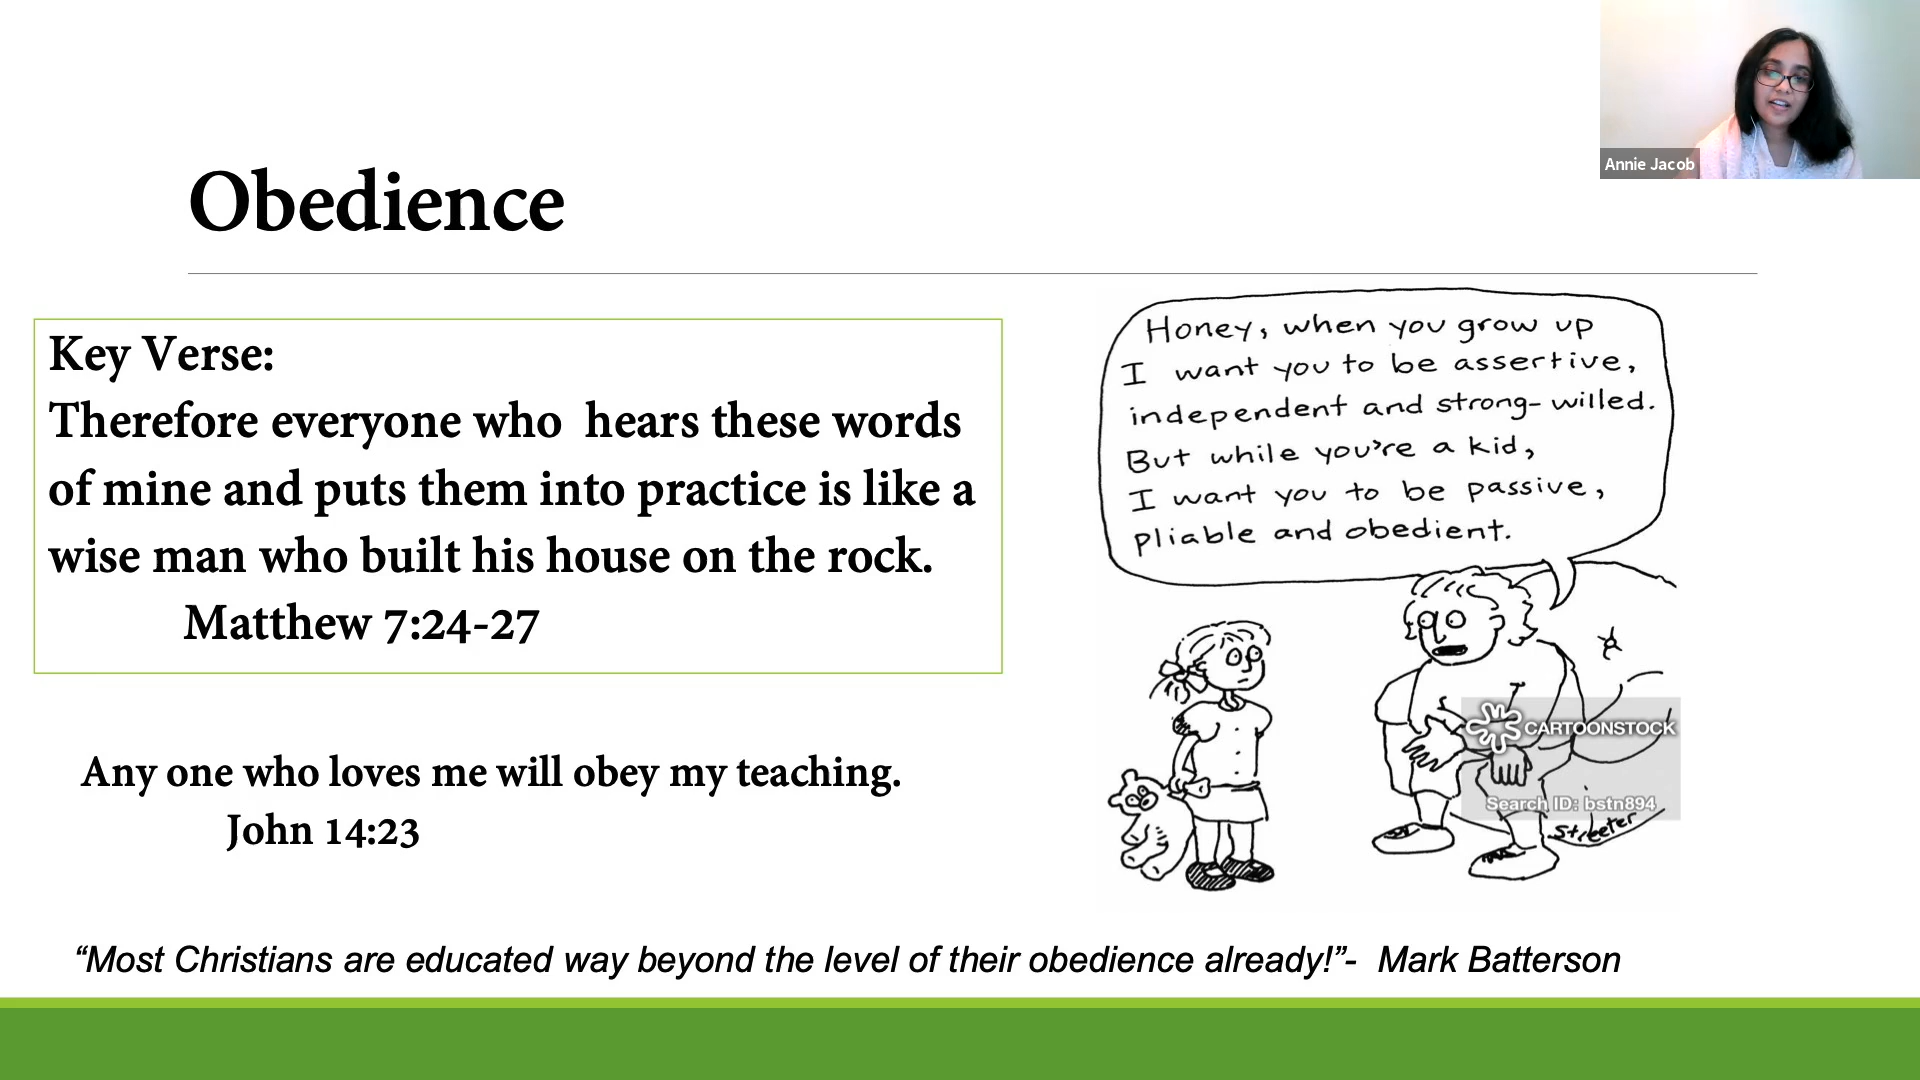 Annie Jacob
Obedience
Key Verse:
Therefore everyone who hears these words
of mine and puts them into practice is like a
wise man who built his house on the rock.
Matthew 7:24-27
Any one who loves me will obey my teaching.
John 14:23
Honey, when you grow up
I want you to be assertive,
independent and strong-willed.
But while you're a kid,
I want you to be passive,
pliable and obedient.
CARTOONSTOCK
Search ID: bstn894
Streeter
“Most Christians are educated way beyond the level of their obedience already!”- Mark Batterson